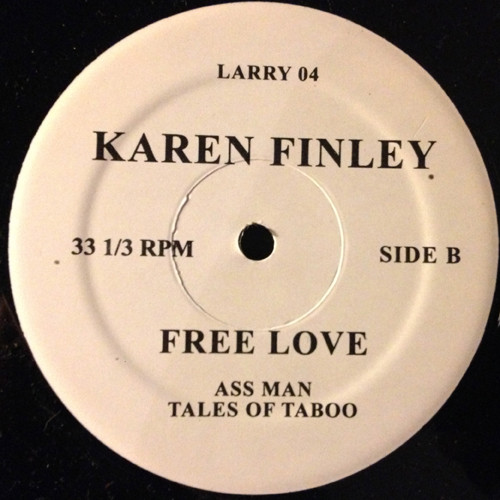 LARRY 04
KAREN FINLEY
33 1/3 RPM
SIDE B
FREE LOVE
ASS MAN
TALES OF TABOO